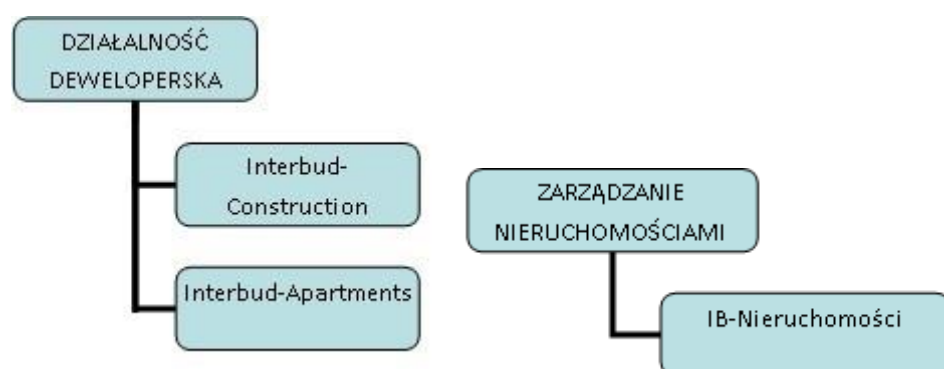 DZIAŁALNOŚĆ
DEWELOPERSKA
Interbud-
Construction
Interbud-Apartments
ZARZĄDZANIE
NIERUCHOMOŚCIAMI
IB-Nieruchomości